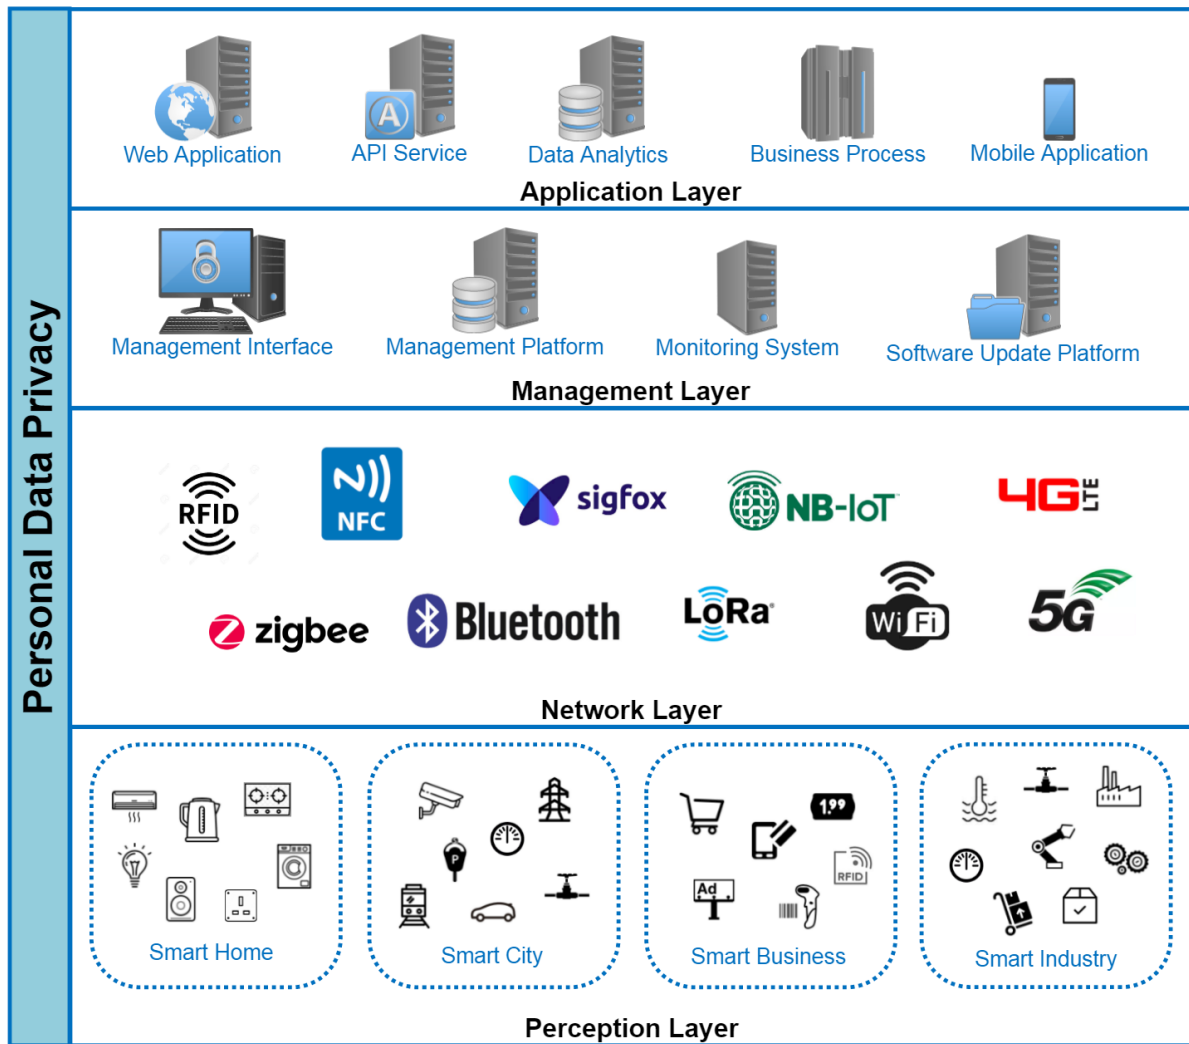 Personal Data Privacy
A
Web Application
API Service
Data Analytics
Business Process
Mobile Application
Application Layer
Management Interface
Management Platform
Monitoring System
Software Update Platform
Management Layer
RFID
NFC
sigfox
NB-IoT™
4G LTE
zigbee
Bluetooth
LoRa®
Wi Fi
5G
Network Layer
Smart Home
P
Smart City
1.99
RFID
Ad
Smart Business
Smart Industry
Perception Layer